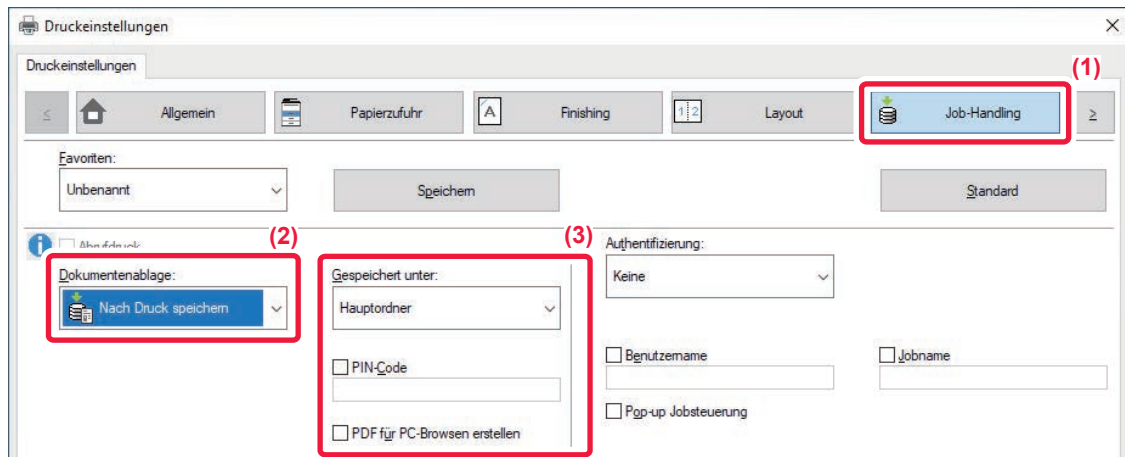 Druckeinstellungen
Druckeinstellungen
(1)
Allgemein Papierzufuhr Finishing Layout Job-Handling
Favoriten:
Unbenannt Speichern Standard
(2) (3)
Abrufdruck Authentifizierung:
Dokumentenablage: Gespeichert unter: Keine
Nach Druck speichern Hauptordner
PIN-Code Benutzername Jobname
Pop-up Jobsteuerung
PDF für PC-Browsen erstellen